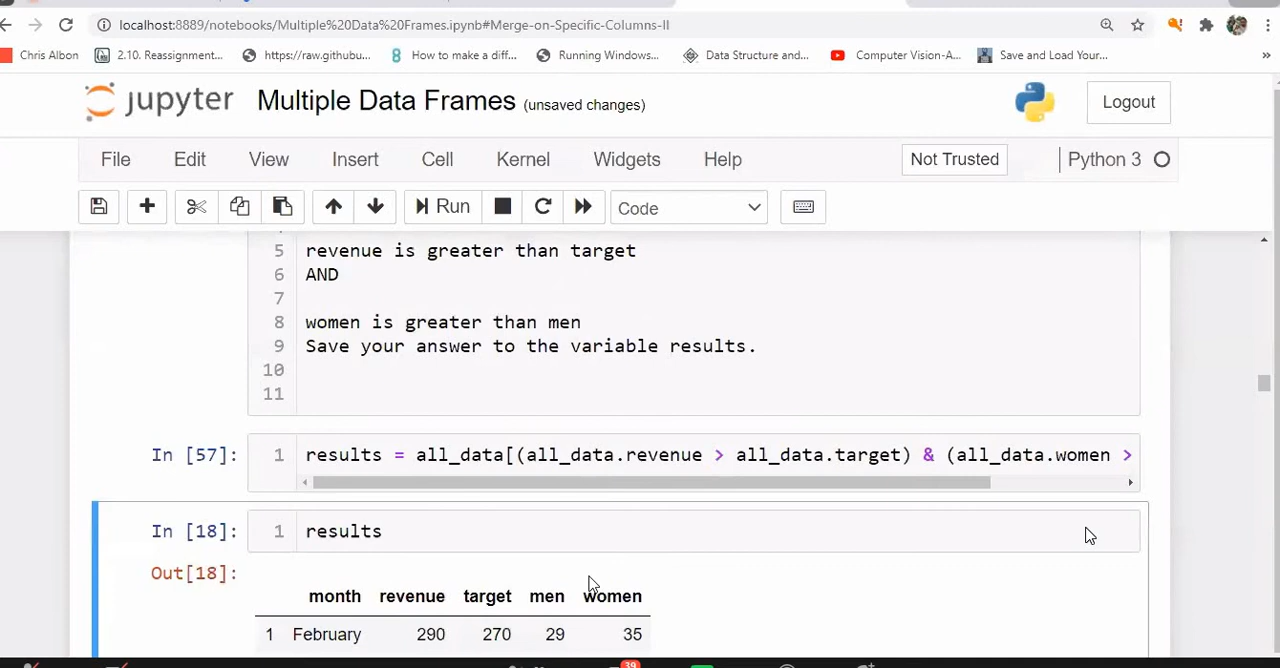 localhost:8889/notebooks/Multiple%20Data%20Frames.ipynb#Merge-on-Specific-Columns-II
Chris Albon 2.10. Reassignment... https://raw.githubu... How to make a diff... Running Windows... Data Structure and... Computer Vision-A... Save and Load Your... »
jupyter Multiple Data Frames (unsaved changes) Logout
File Edit View Insert Cell Kernel Widgets Help Not Trusted Python 3
Run Code
5 revenue is greater than target
6 AND
7
8 women is greater than men
9 Save your answer to the variable results.
10
11
In [57]: 1 results = all_data[(all_data.revenue > all_data.target) & (all_data.women >
In [18]: 1 results
Out[18]:
month revenue target men women
1 February 290 270 29 35
39